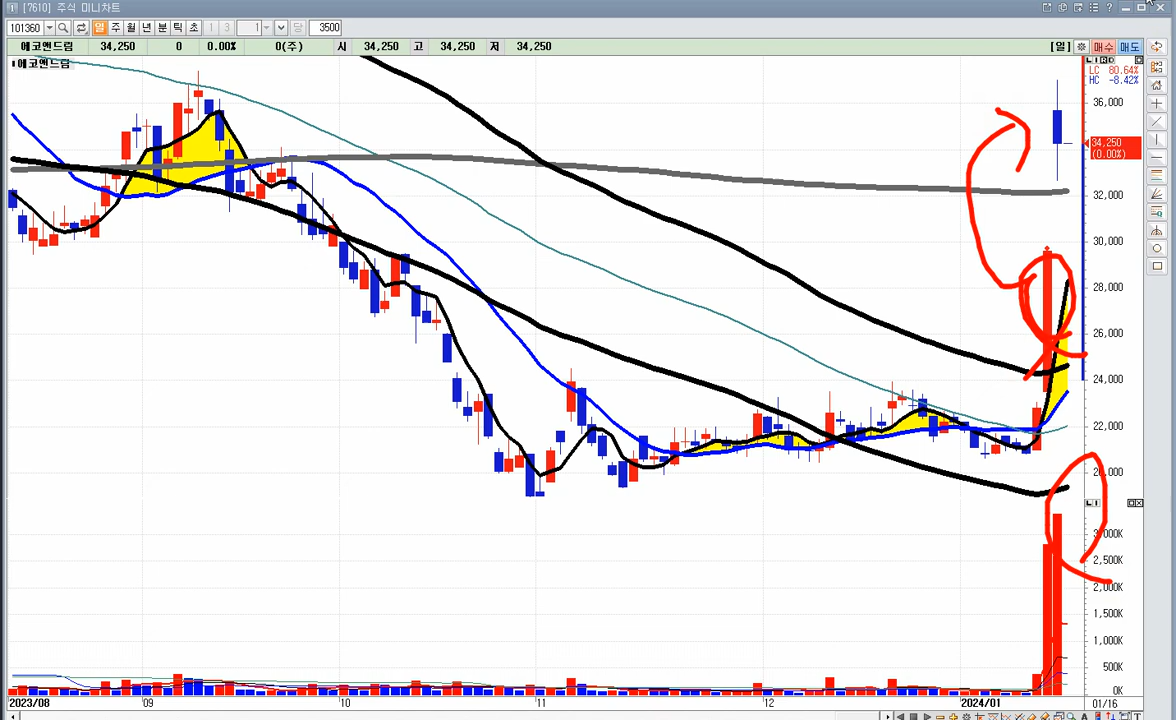 [7610] 주식 미니차트
101360 일 주 월 년 분 틱 초 1 3 1 당 3500
에코앤드림 34,250 0 0.00% 0(주) 시 34,250 고 34,250 저 34,250 [일] 매수 매도
에코앤드림
LC 80.64%
HC -8.42%
36,000
34,250
(0.00%)
32,000
30,000
28,000
26,000
24,000
22,000
20,000
3,000K
2,500K
2,000K
1,500K
1,000K
500K
0K
2023/08 09 10 11 12 2024/01 01/16